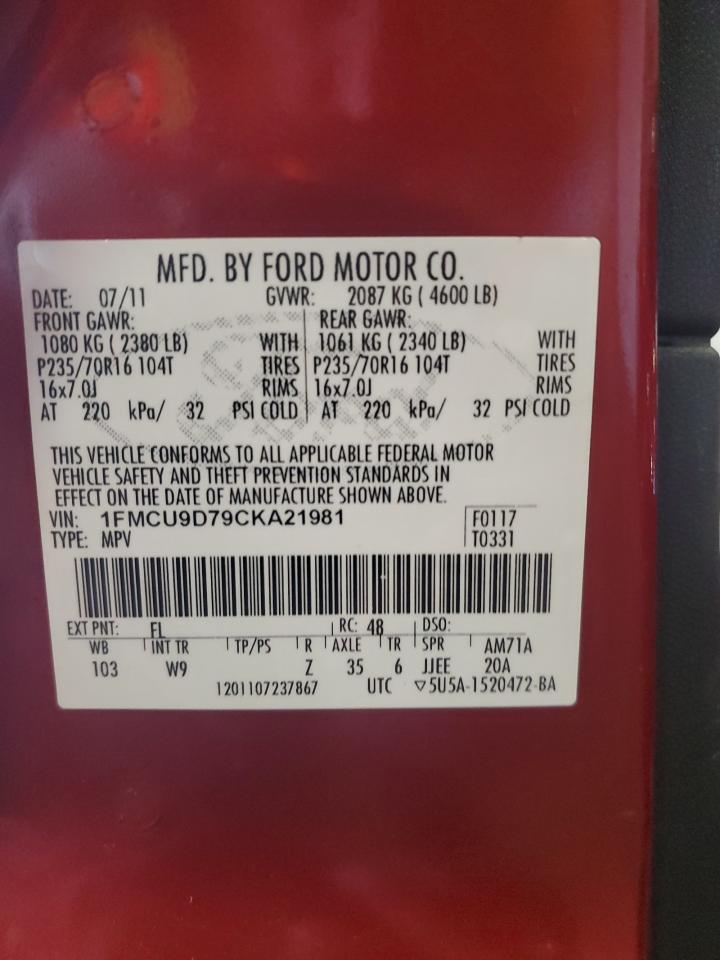 MFD. BY FORD MOTOR CO.
DATE: 07/11 GVWR: 2087 KG ( 4600 LB)
FRONT GAWR: REAR GAWR:
1080 KG ( 2380 LB) WITH 1061 KG ( 2340 LB) WITH
P235/70R16 104T TIRES P235/70R16 104T TIRES
16x7.0J RIMS 16x7.0J RIMS
AT 220 kPa/ 32 PSI COLD AT 220 kPa/ 32 PSI COLD
THIS VEHICLE CONFORMS TO ALL APPLICABLE FEDERAL MOTOR
VEHICLE SAFETY AND THEFT PREVENTION STANDARDS IN
EFFECT ON THE DATE OF MANUFACTURE SHOWN ABOVE.
VIN: 1FMCU9D79CKA21981 F0117
TYPE: MPV T0331
EXT PNT: FL RC: 48 DSO:
WB INT TR TP/PS R AXLE TR SPR AM71A
103 W9 Z 35 6 JJEE 20A
1201107237867 UTC ▽5U5A-1520472-BA